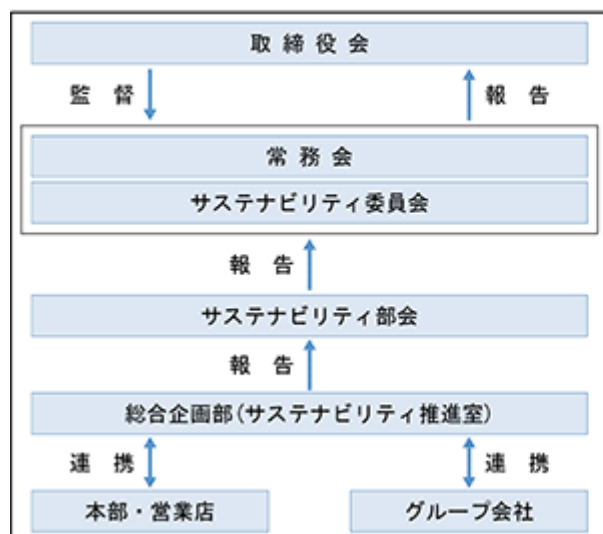 取締役会
監督
報告
常務会
サステナビリティ委員会
報告
サステナビリティ部会
報告
総合企画部(サステナビリティ推進室)
連携
連携
本部・営業店
グループ会社